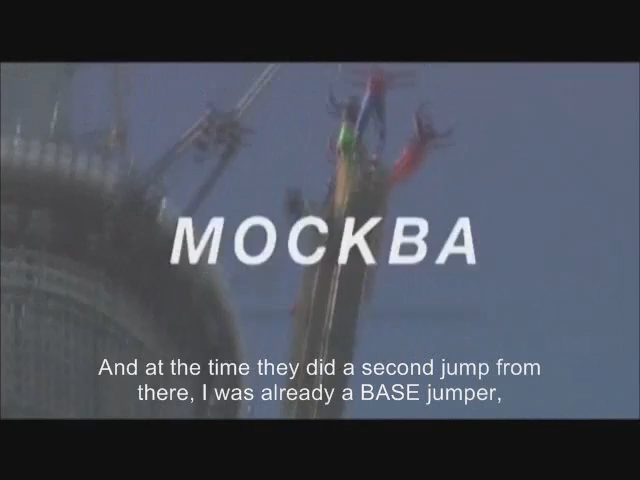 МОСКВА
And at the time they did a second jump from
there, I was already a BASE jumper,